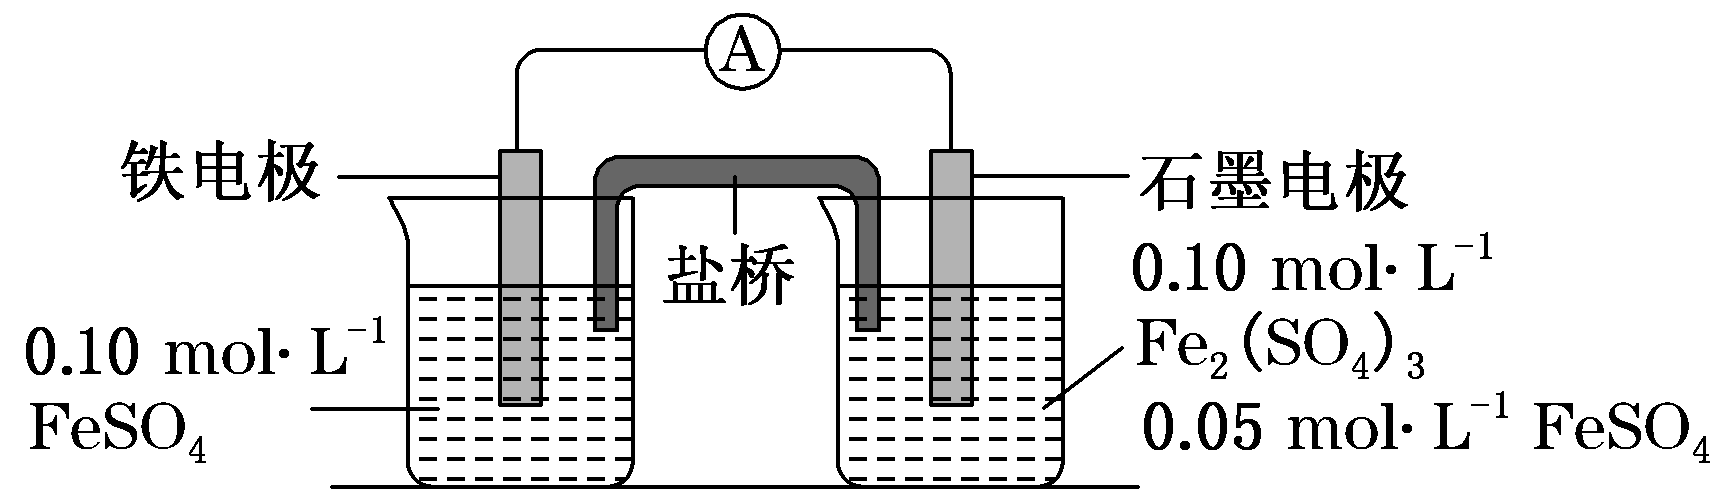 A
铁电极
石墨电极
盐桥
0.10 mol·L⁻¹
FeSO₄
0.10 mol·L⁻¹
Fe₂(SO₄)₃
0.05 mol·L⁻¹ FeSO₄